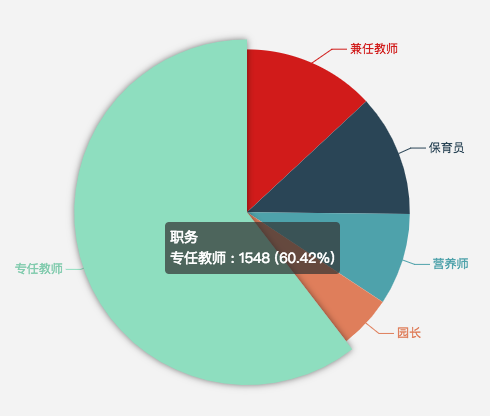 兼任教师
保育员
职务
专任教师 : 1548 (60.42%)
专任教师
营养师
园长